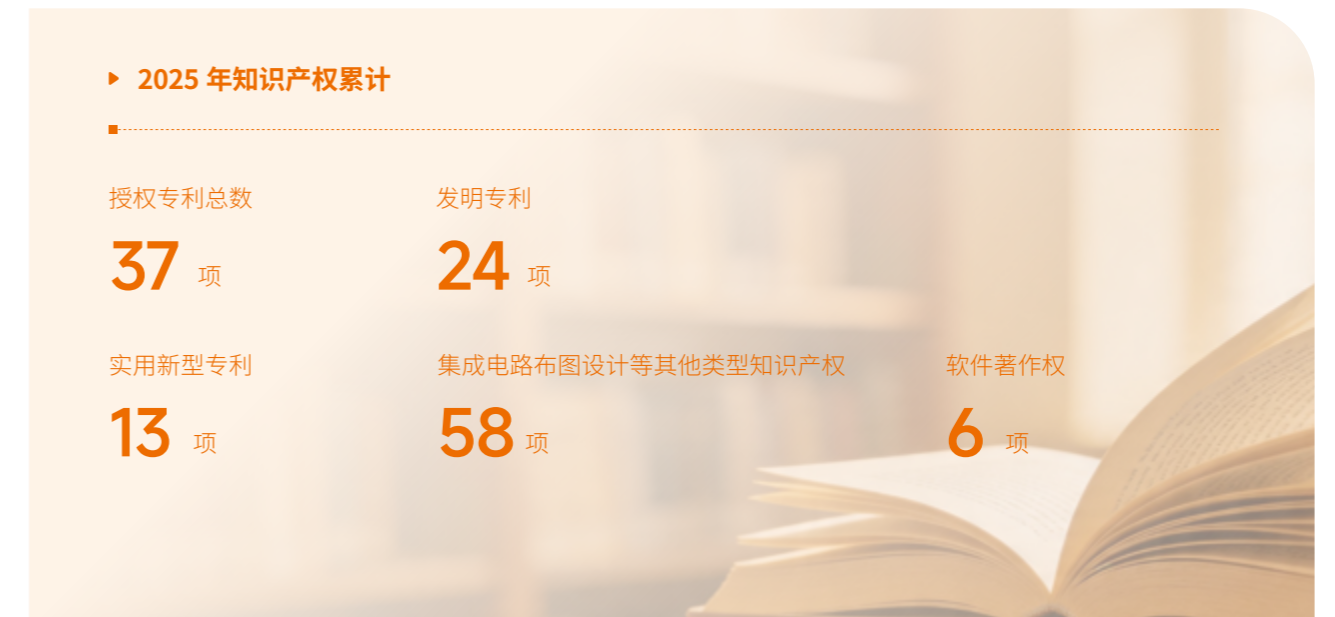 2025 年知识产权累计
授权专利总数
发明专利
37 项
24 项
实用新型专利
集成电路布图设计等其他类型知识产权
软件著作权
13 项
58 项
6 项